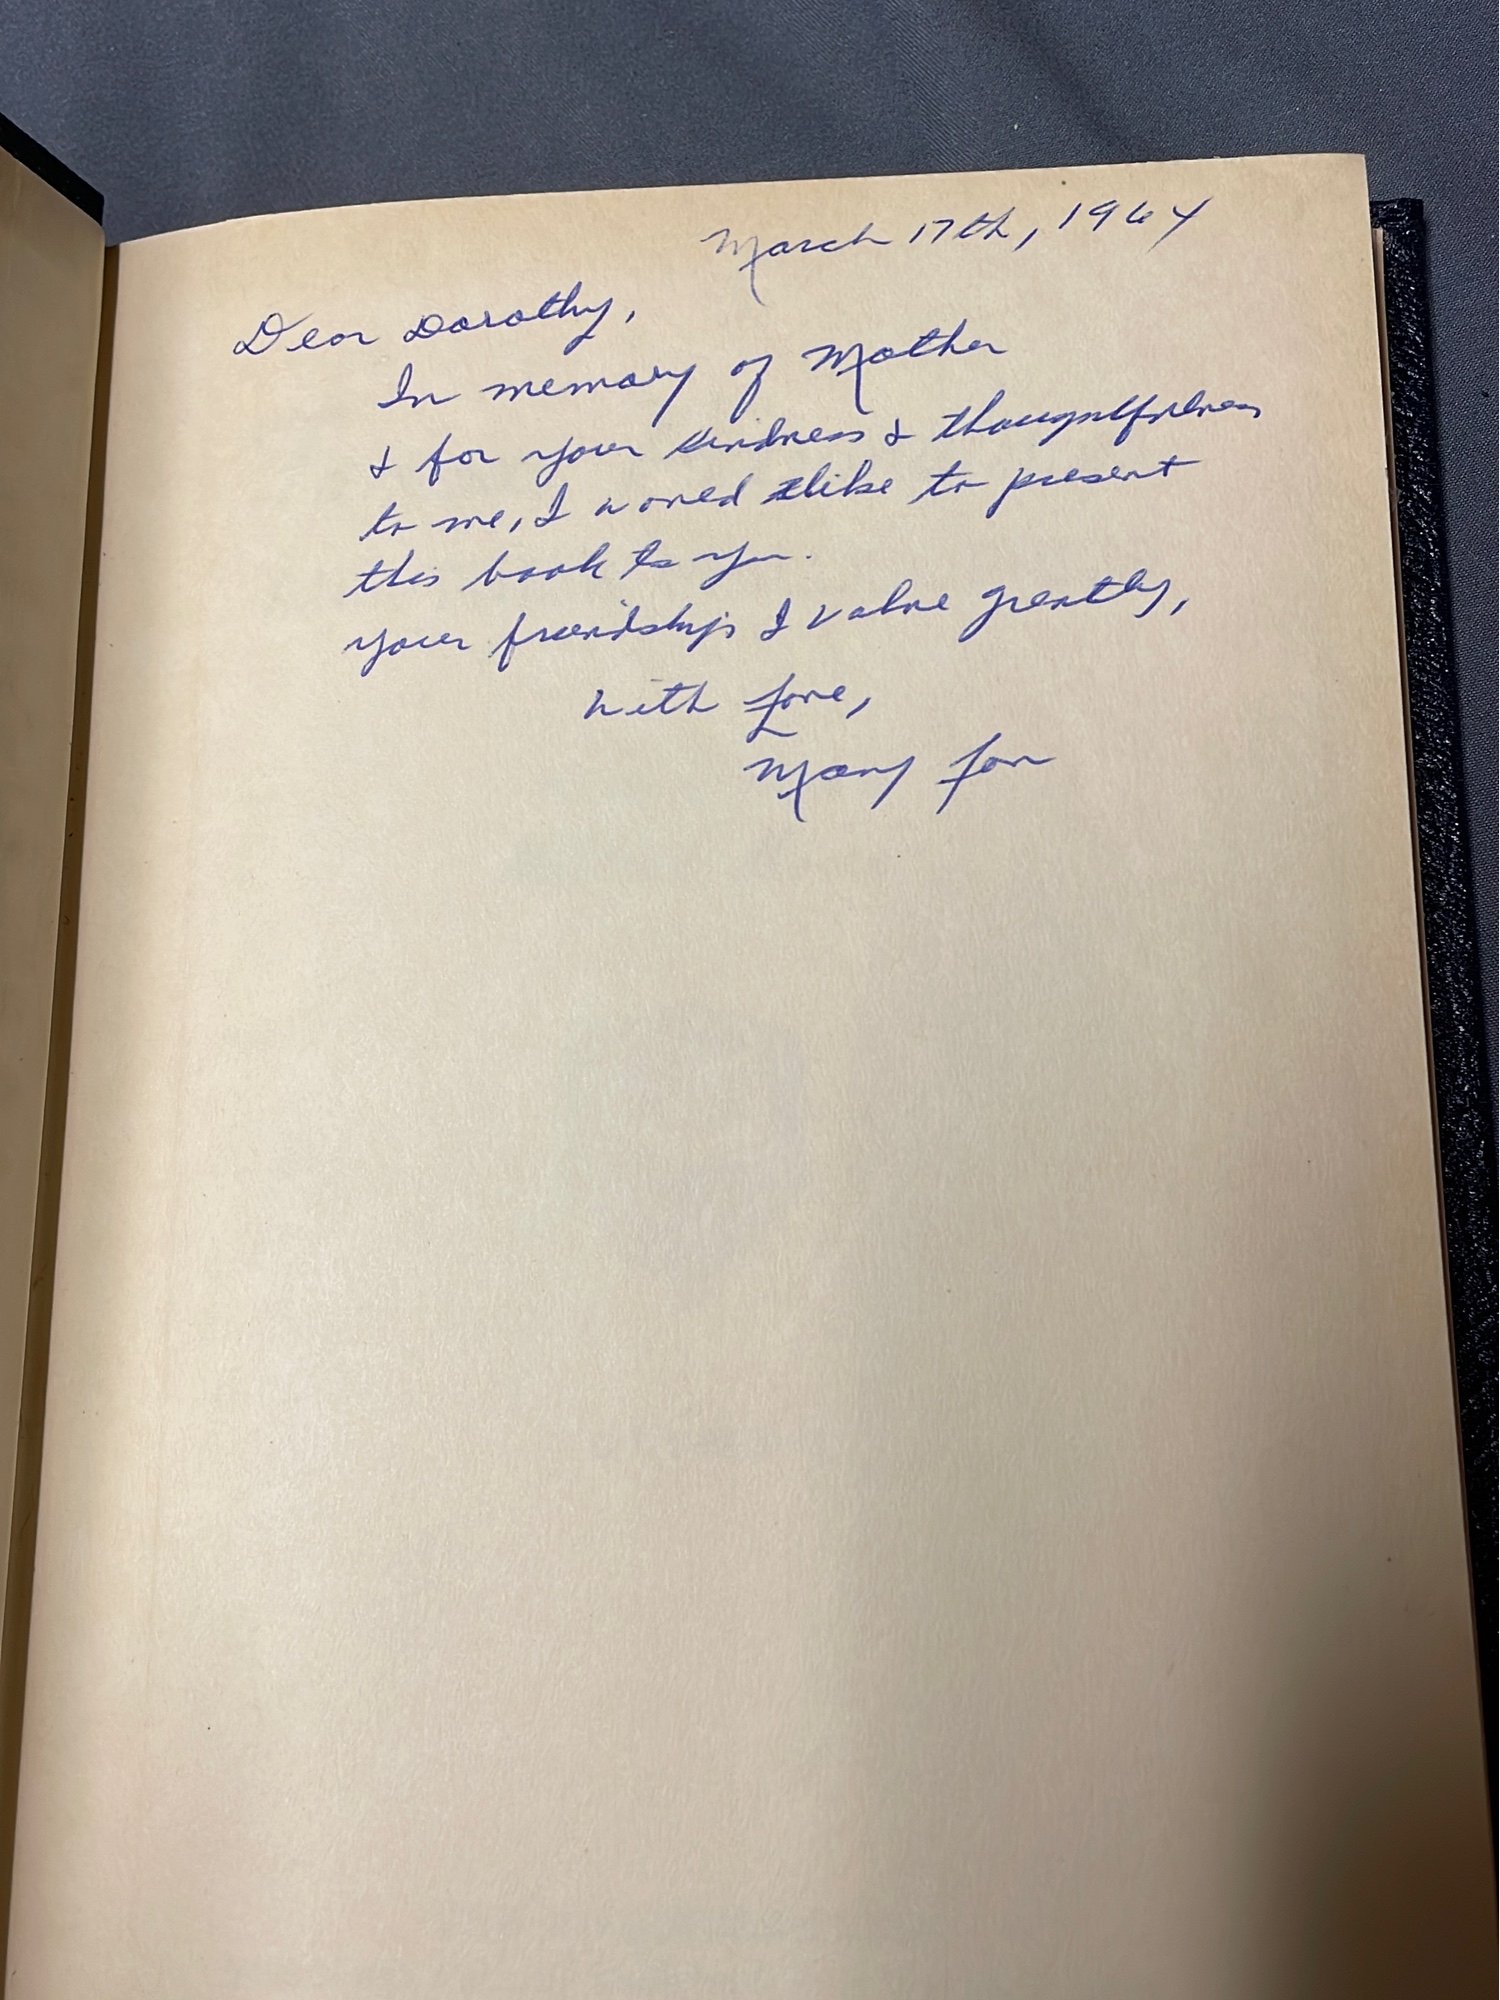 March 17th, 1964
Dear Dorothy,
In memory of Mother
& for your kindness & thoughtfulness
to me, I would like to present
this book to you.
your friendship I value greatly,
with Love,
Mary